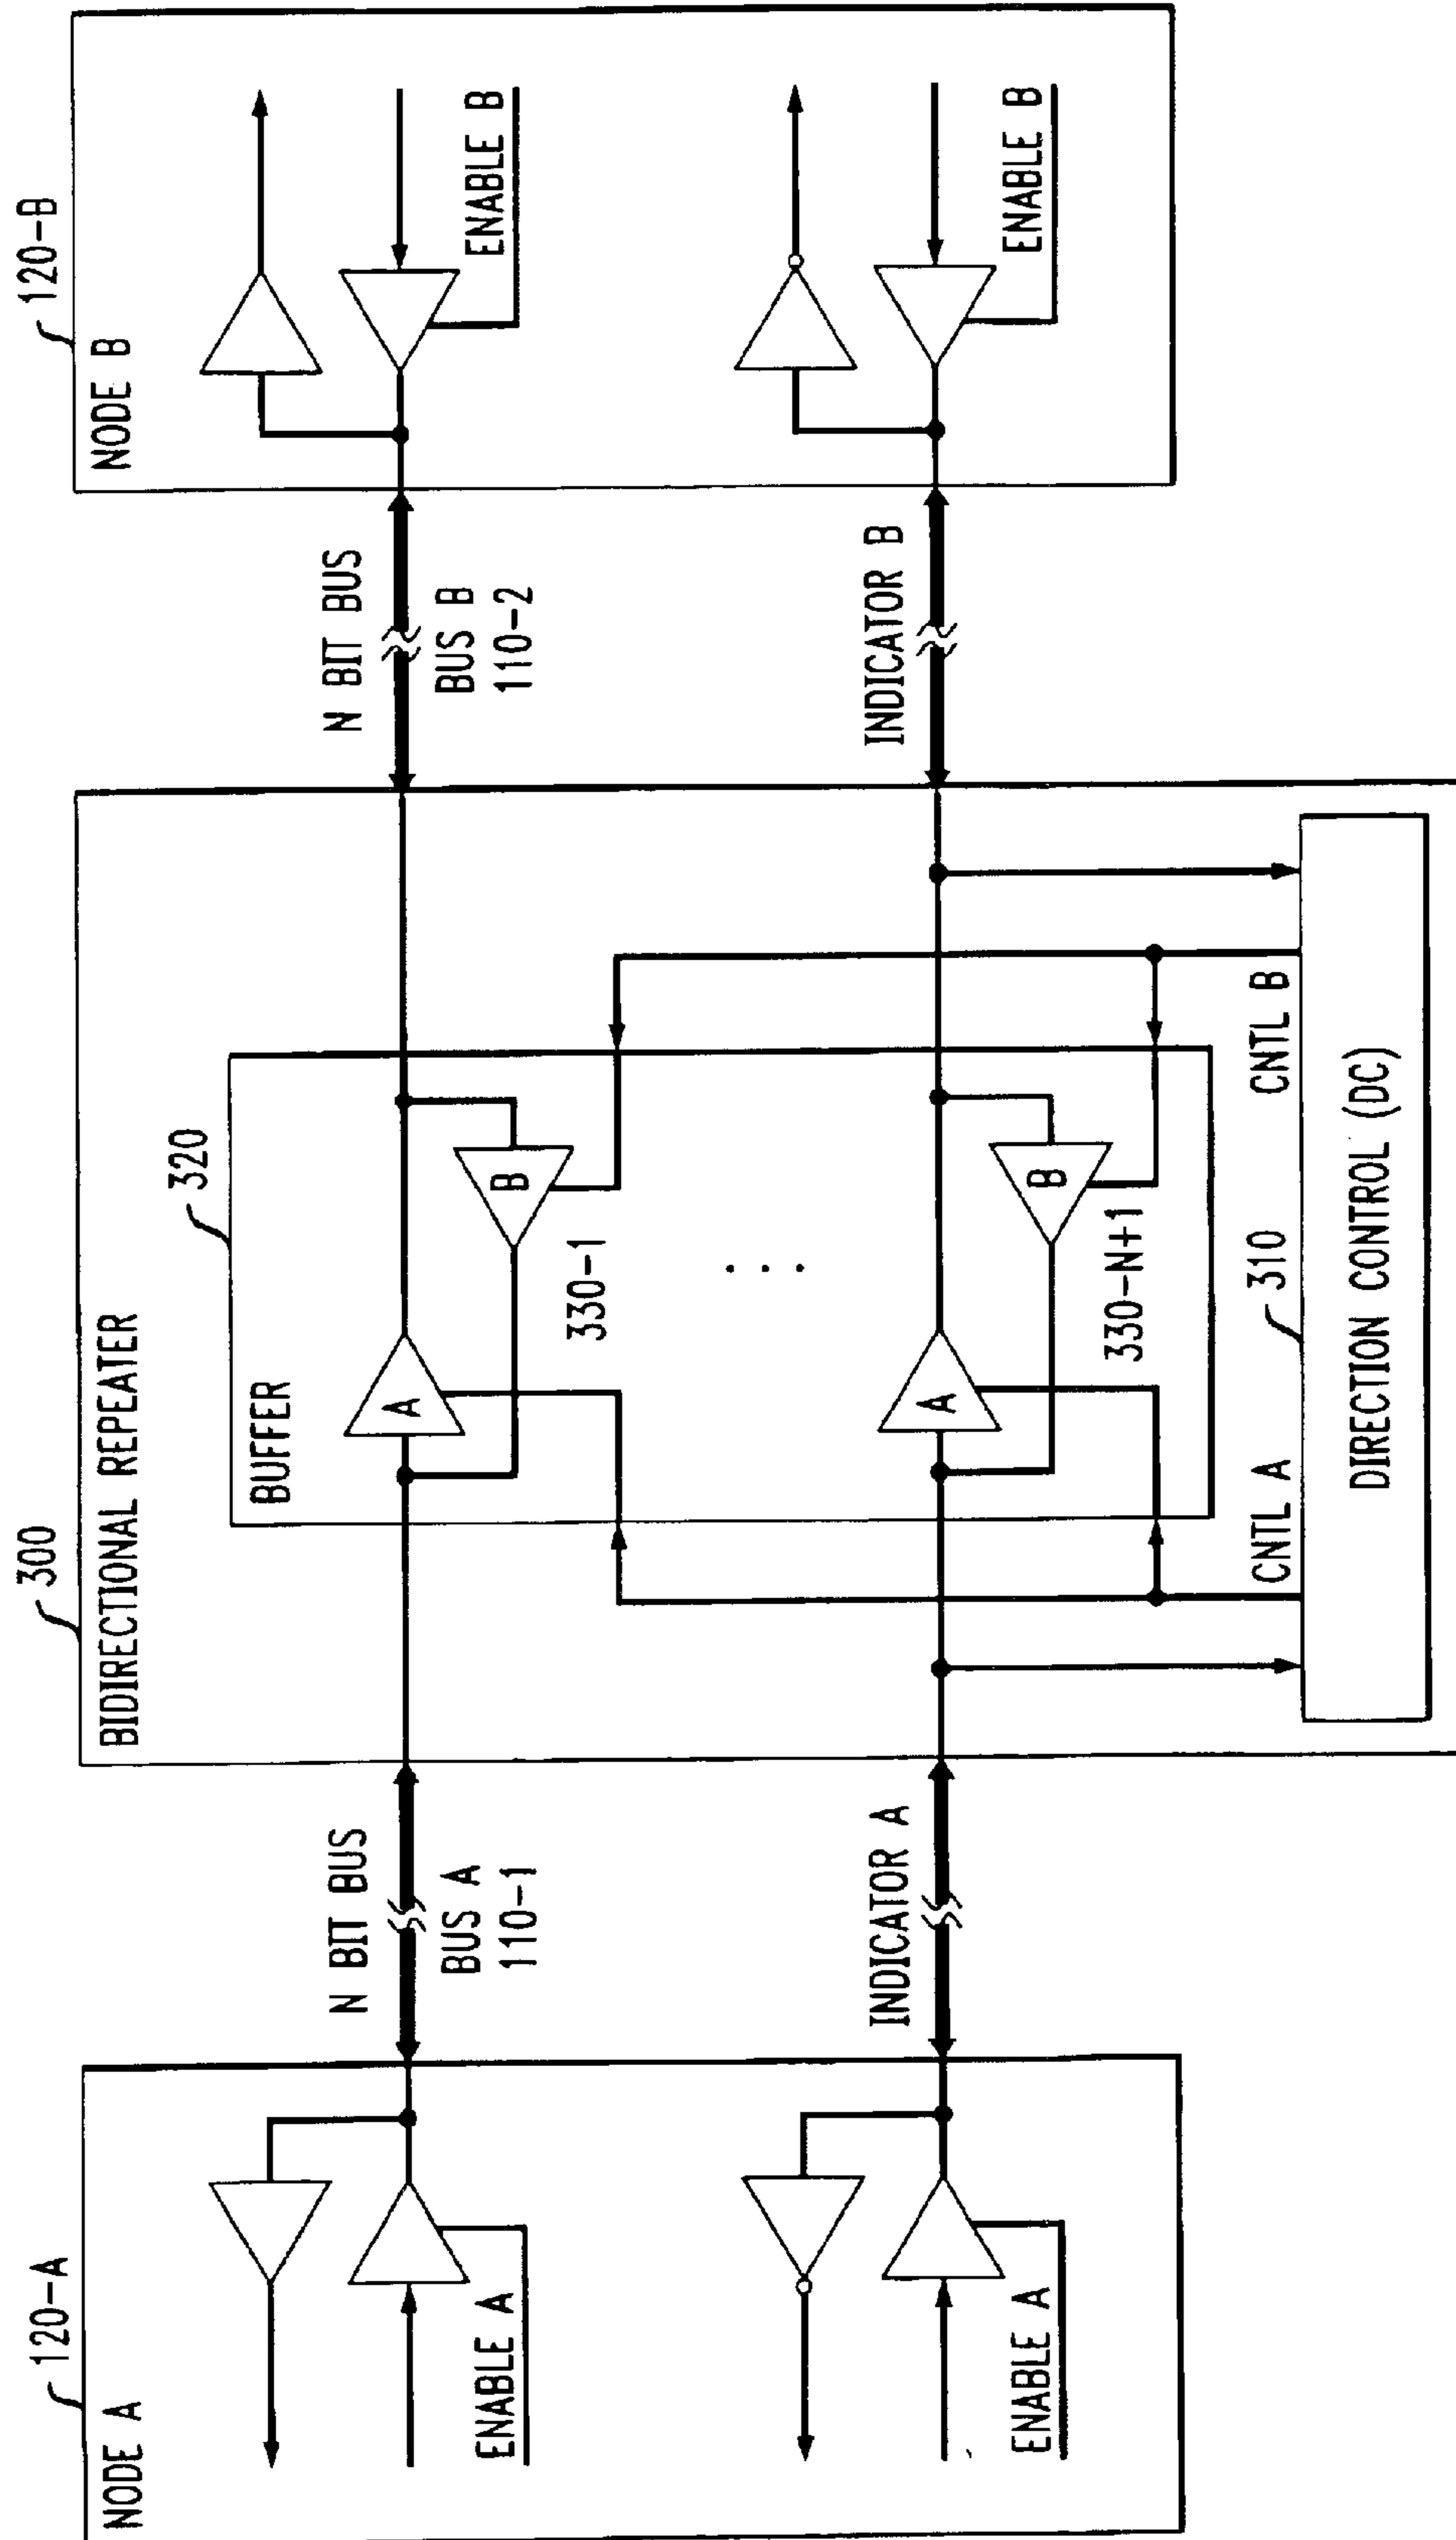 NODE A
120-A
ENABLE A
ENABLE A
N BIT BUS
BUS A
110-1
INDICATOR A
300
BIDIRECTIONAL REPEATER
BUFFER
320
A
B
330-1
. . .
A
B
330-N+1
CNTL A
310
CNTL B
DIRECTION CONTROL (DC)
N BIT BUS
BUS B
110-2
INDICATOR B
NODE B
120-B
ENABLE B
ENABLE B